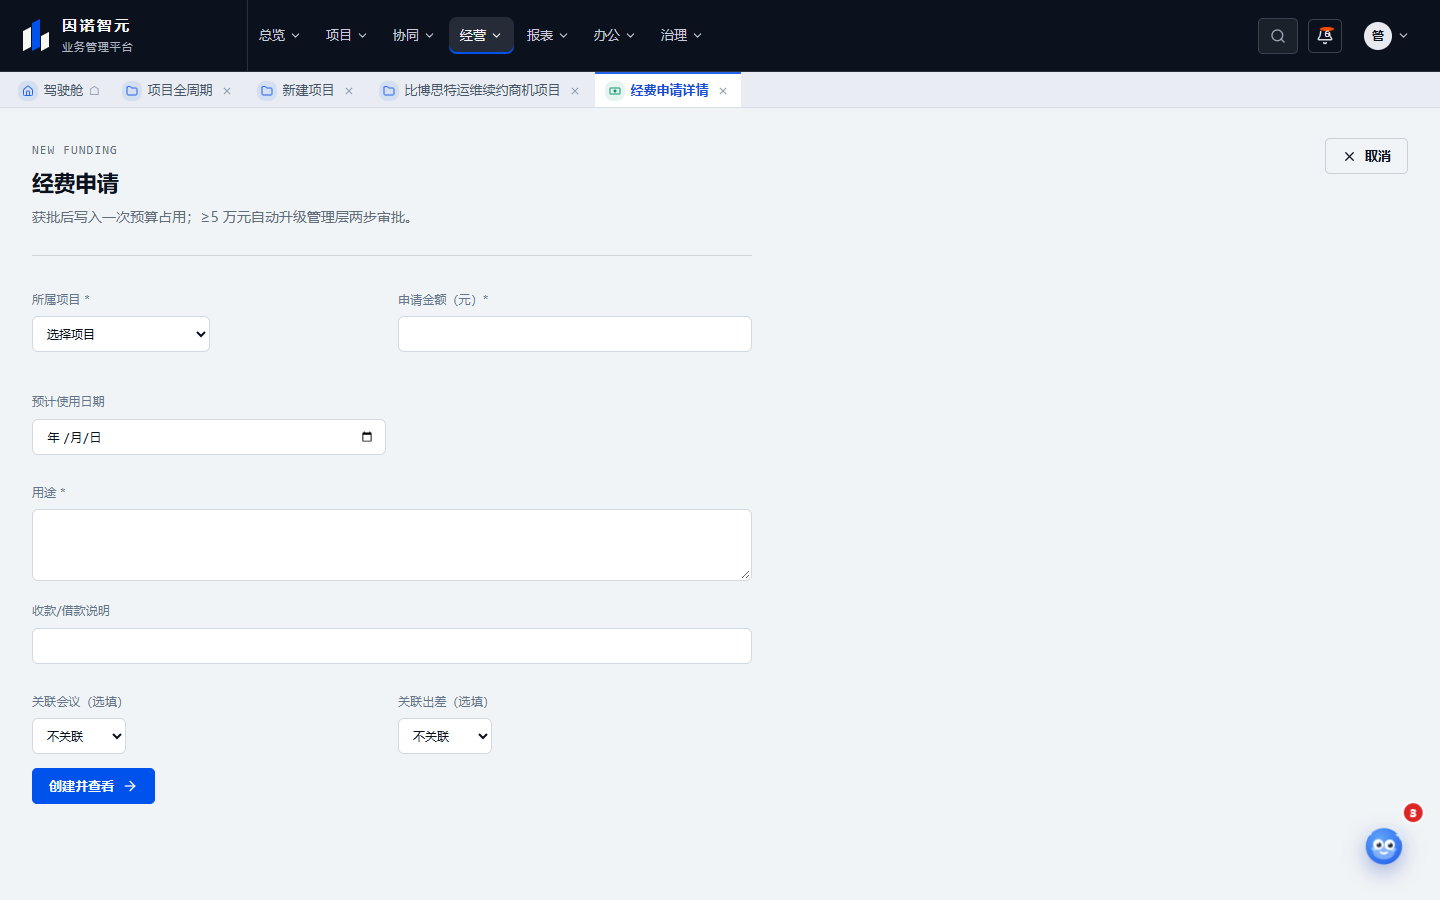 因诺智元
业务管理平台
总览 项目 协同 经营 报表 办公 治理
6
管
驾驶舱 项目全周期 新建项目 比博思特运维续约商机项目 经费申请详情
NEW FUNDING
取消
经费申请
获批后写入一次预算占用；≥5 万元自动升级管理层两步审批。
所属项目 * 申请金额（元）*
选择项目
预计使用日期
年 /月/日
用途 *
收款/借款说明
关联会议（选填） 关联出差（选填）
不关联 不关联
创建并查看
3